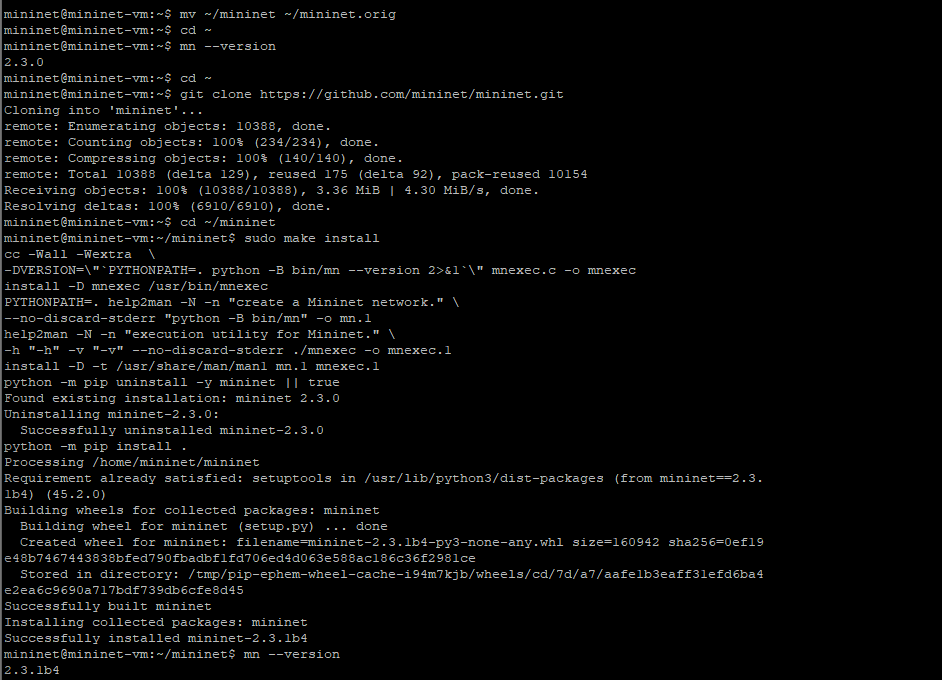 mininet@mininet-vm:~$ mv ~/mininet ~/mininet.orig
mininet@mininet-vm:~$ cd ~
mininet@mininet-vm:~$ mn --version
2.3.0
mininet@mininet-vm:~$ cd ~
mininet@mininet-vm:~$ git clone https://github.com/mininet/mininet.git
Cloning into 'mininet'...
remote: Enumerating objects: 10388, done.
remote: Counting objects: 100% (234/234), done.
remote: Compressing objects: 100% (140/140), done.
remote: Total 10388 (delta 129), reused 175 (delta 92), pack-reused 10154
Receiving objects: 100% (10388/10388), 3.36 MiB | 4.30 MiB/s, done.
Resolving deltas: 100% (6910/6910), done.
mininet@mininet-vm:~$ cd ~/mininet
mininet@mininet-vm:~/mininet$ sudo make install
cc -Wall -Wextra  \
-DVERSION=\"`PYTHONPATH=. python -B bin/mn --version 2>&1`\" mnexec.c -o mnexec
install -D mnexec /usr/bin/mnexec
PYTHONPATH=. help2man -N -n "create a Mininet network." \
--no-discard-stderr "python -B bin/mn" -o mn.1
help2man -N -n "execution utility for Mininet." \
-h "-h" -v "-v" --no-discard-stderr ./mnexec -o mnexec.1
install -D -t /usr/share/man/man1 mn.1 mnexec.1
python -m pip uninstall -y mininet || true
Found existing installation: mininet 2.3.0
Uninstalling mininet-2.3.0:
  Successfully uninstalled mininet-2.3.0
python -m pip install .
Processing /home/mininet/mininet
Requirement already satisfied: setuptools in /usr/lib/python3/dist-packages (from mininet==2.3.
1b4) (45.2.0)
Building wheels for collected packages: mininet
  Building wheel for mininet (setup.py) ... done
  Created wheel for mininet: filename=mininet-2.3.1b4-py3-none-any.whl size=160942 sha256=0ef19
e48b7467443838bfed790fbadbf1fd706ed4d063e588ac186c36f2981ce
  Stored in directory: /tmp/pip-ephem-wheel-cache-i94m7kjb/wheels/cd/7d/a7/aafe1b3eaff31efd6ba4
e2ea6c9690a717bdf739db6cfe8d45
Successfully built mininet
Installing collected packages: mininet
Successfully installed mininet-2.3.1b4
mininet@mininet-vm:~/mininet$ mn --version
2.3.1b4